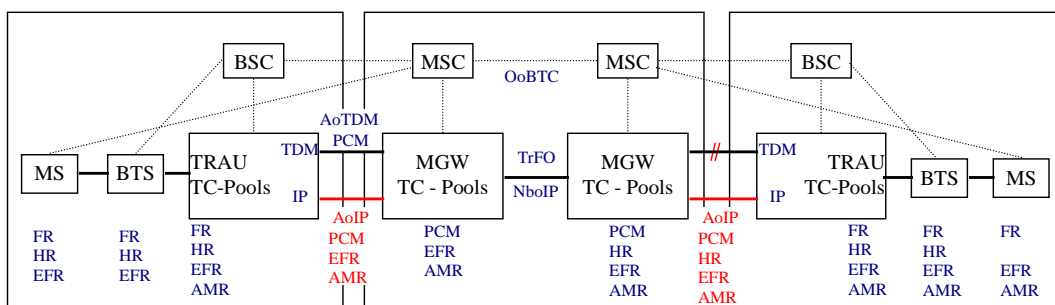 BSC
MSC
MSC
BSC
OoBTC
AoTDM
PCM
MS
BTS
TRAU
TC-Pools
TDM
IP
MGW
TC - Pools
TrFO
NboIP
MGW
TC - Pools
TDM
IP
TRAU
TC-Pools
BTS
MS
AoIP
PCM
EFR
AMR
AoIP
PCM
HR
EFR
AMR
FR
HR
EFR
FR
HR
EFR
FR
HR
EFR
AMR
PCM
EFR
AMR
PCM
HR
EFR
AMR
FR
HR
EFR
AMR
FR
HR
EFR
AMR
FR
EFR
AMR